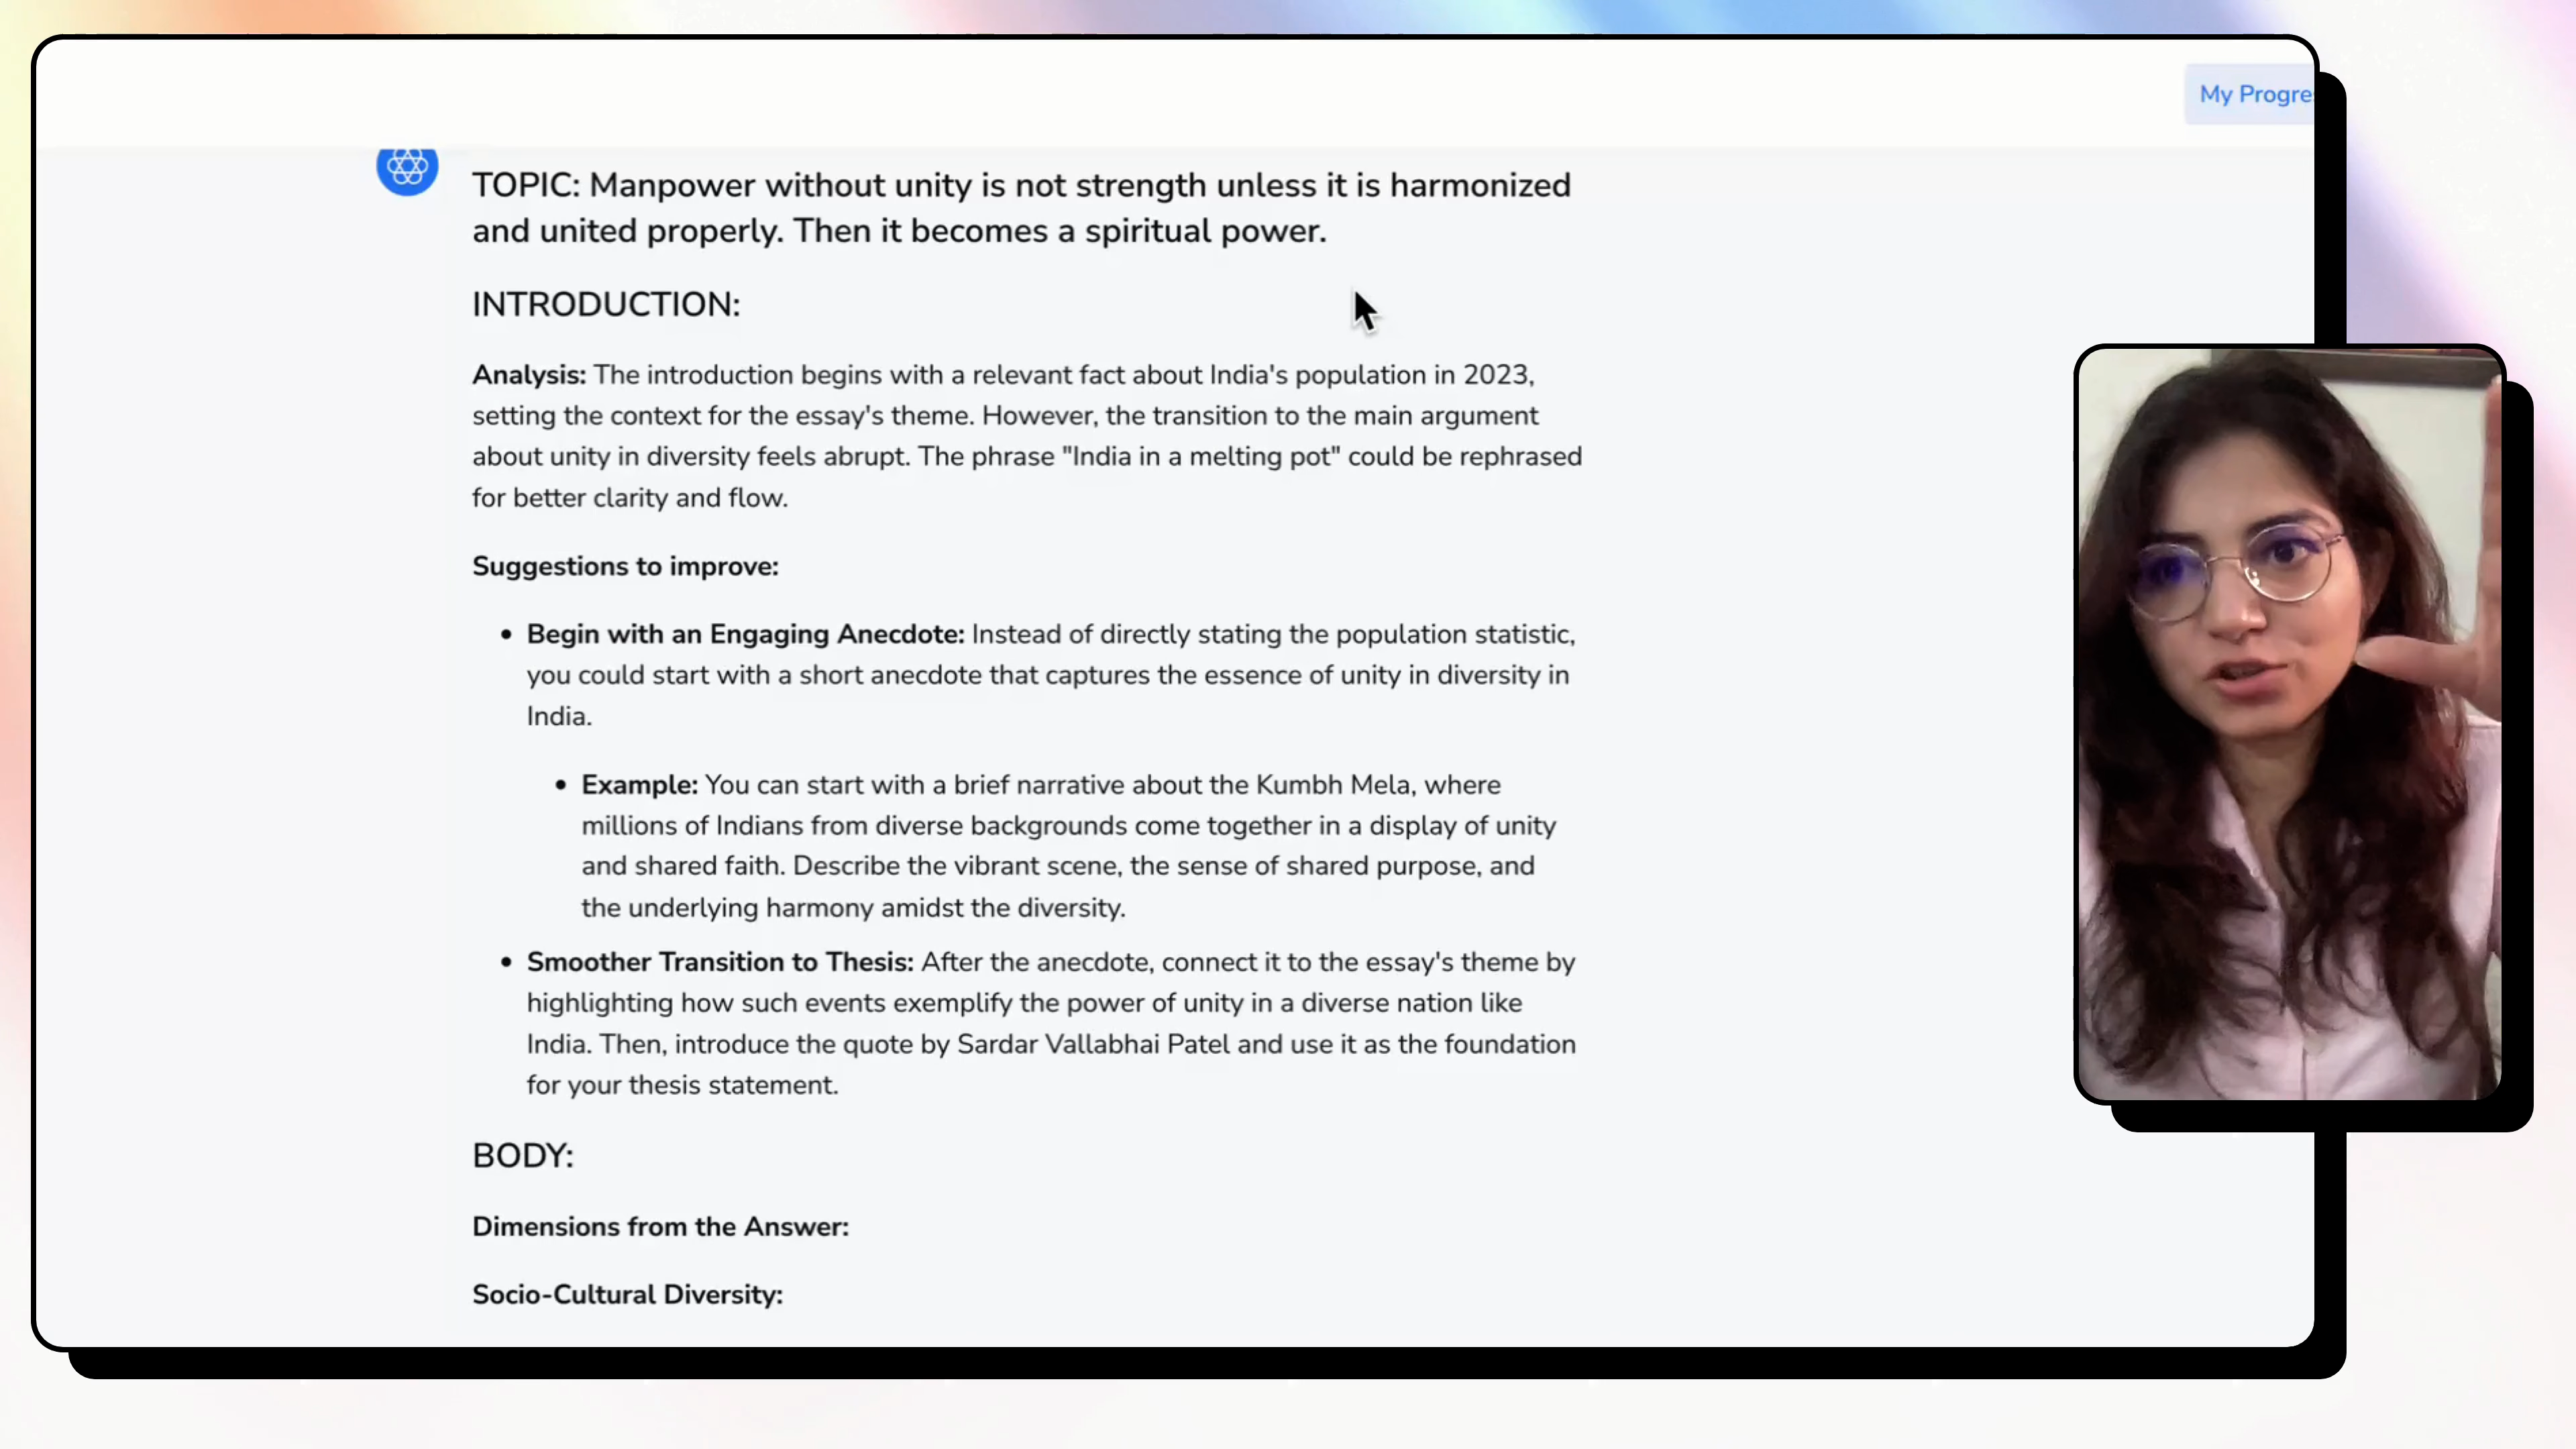 My Progre
TOPIC: Manpower without unity is not strength unless it is harmonized
and united properly. Then it becomes a spiritual power.
INTRODUCTION:
Analysis: The introduction begins with a relevant fact about India's population in 2023,
setting the context for the essay's theme. However, the transition to the main argument
about unity in diversity feels abrupt. The phrase "India in a melting pot" could be rephrased
for better clarity and flow.
Suggestions to improve:
• Begin with an Engaging Anecdote: Instead of directly stating the population statistic,
you could start with a short anecdote that captures the essence of unity in diversity in
India.
• Example: You can start with a brief narrative about the Kumbh Mela, where
millions of Indians from diverse backgrounds come together in a display of unity
and shared faith. Describe the vibrant scene, the sense of shared purpose, and
the underlying harmony amidst the diversity.
• Smoother Transition to Thesis: After the anecdote, connect it to the essay's theme by
highlighting how such events exemplify the power of unity in a diverse nation like
India. Then, introduce the quote by Sardar Vallabhai Patel and use it as the foundation
for your thesis statement.
BODY:
Dimensions from the Answer:
Socio-Cultural Diversity: